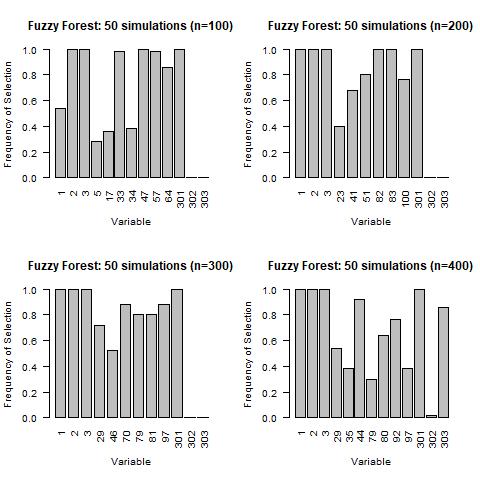 Fuzzy Forest: 50 simulations (n=100)
Frequency of Selection
1.0
0.8
0.6
0.4
0.2
0.0
1 2 3 5 17 33 34 47 57 64 301 302 303
Variable
Fuzzy Forest: 50 simulations (n=200)
Frequency of Selection
1.0
0.8
0.6
0.4
0.2
0.0
1 2 3 23 41 51 82 83 100 301 302 303
Variable
Fuzzy Forest: 50 simulations (n=300)
Frequency of Selection
1.0
0.8
0.6
0.4
0.2
0.0
1 2 3 29 46 70 79 81 97 301 302 303
Variable
Fuzzy Forest: 50 simulations (n=400)
Frequency of Selection
1.0
0.8
0.6
0.4
0.2
0.0
1 2 3 29 35 44 79 80 92 97 301 302 303
Variable